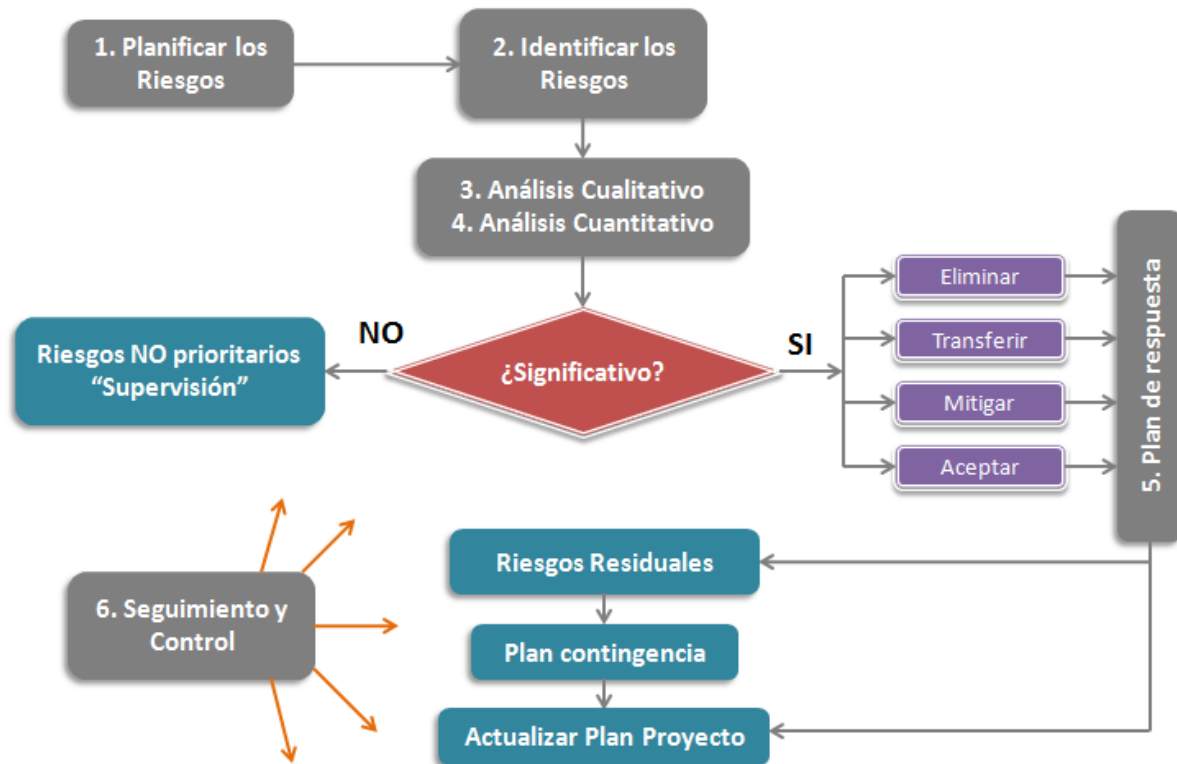 1. Planificar los
Riesgos
2. Identificar los
Riesgos
3. Análisis Cualitativo
4. Análisis Cuantitativo
¿Significativo?
NO
Riesgos NO prioritarios
“Supervisión”
SI
Eliminar
Transferir
Mitigar
Aceptar
5. Plan de respuesta
Riesgos Residuales
Plan contingencia
Actualizar Plan Proyecto
6. Seguimiento y
Control